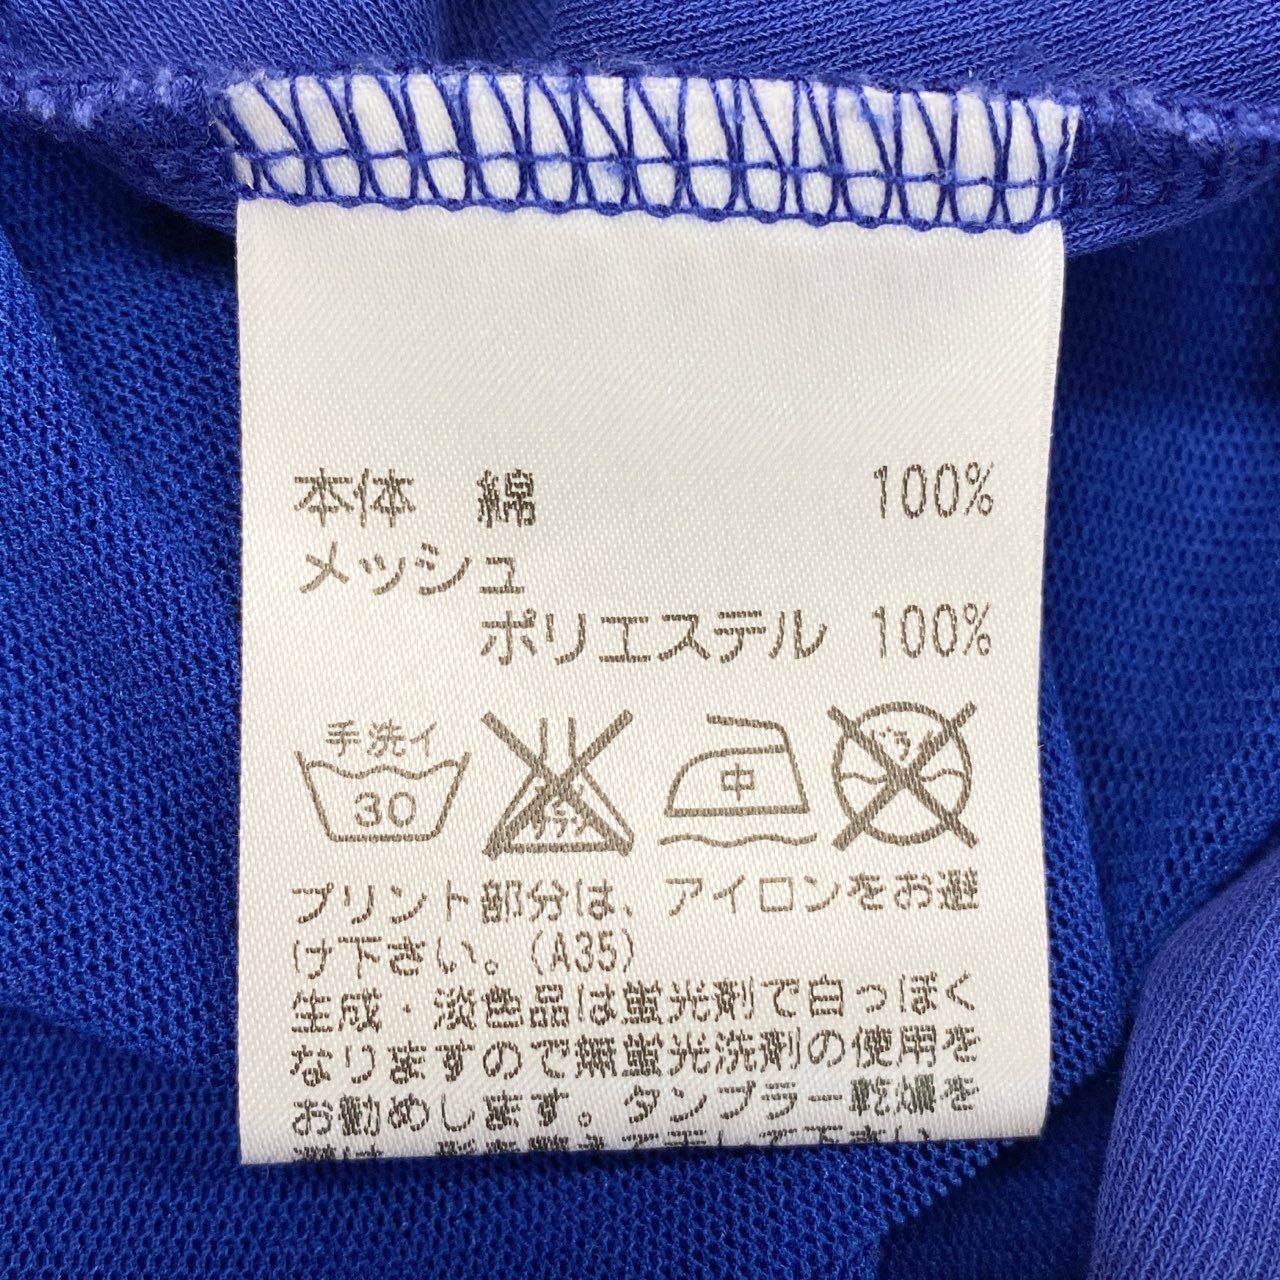 本体 綿 100%
メッシュ
ポリエステル 100%
手洗イ
30
中
プリント部分は、アイロンをお避
け下さい。(A35)
生成・淡色品は蛍光剤で白っぽく
なりますので無蛍光洗剤の使用を
お勧めします。タンブラー乾燥を